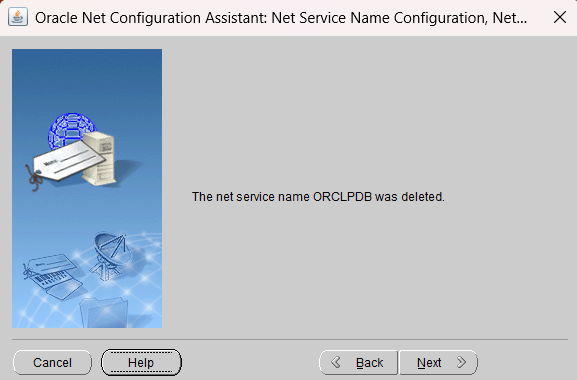 Oracle Net Configuration Assistant: Net Service Name Configuration, Net...
The net service name ORCLPDB was deleted.
Cancel
Help
Back
Next